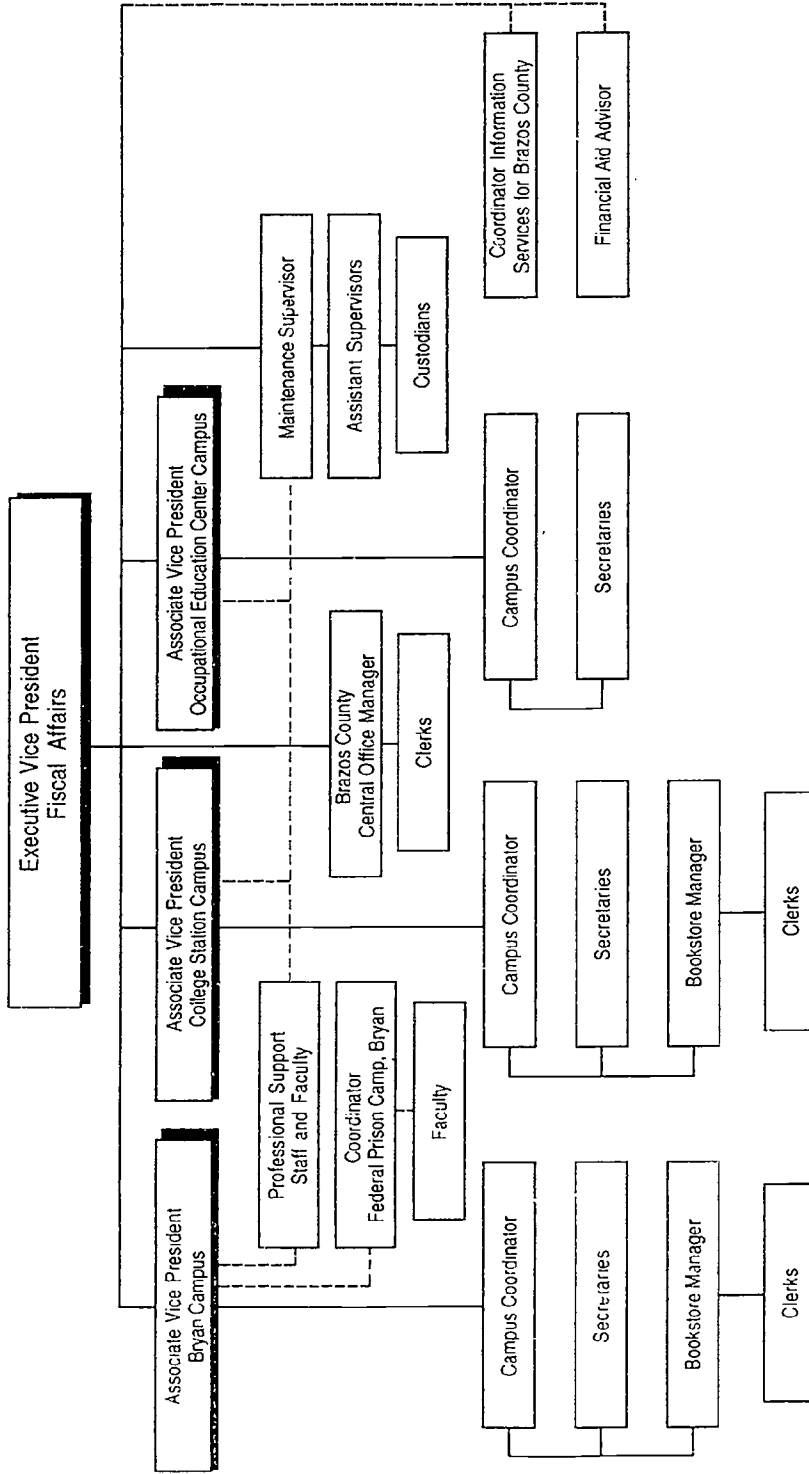 Executive Vice President
Fiscal Affairs
Associate Vice President
Bryan Campus
Associate Vice President
College Station Campus
Associate Vice President
Occupational Education Center Campus
Professional Support
Staff and Faculty
Coordinator
Federal Prison Camp, Bryan
Faculty
Brazos County
Central Office Manager
Clerks
Maintenance Supervisor
Assistant Supervisors
Custodians
Campus Coordinator
Secretaries
Bookstore Manager
Clerks
Campus Coordinator
Secretaries
Bookstore Manager
Clerks
Campus Coordinator
Secretaries
Coordinator Information
Services for Brazos County
Financial Aid Advisor